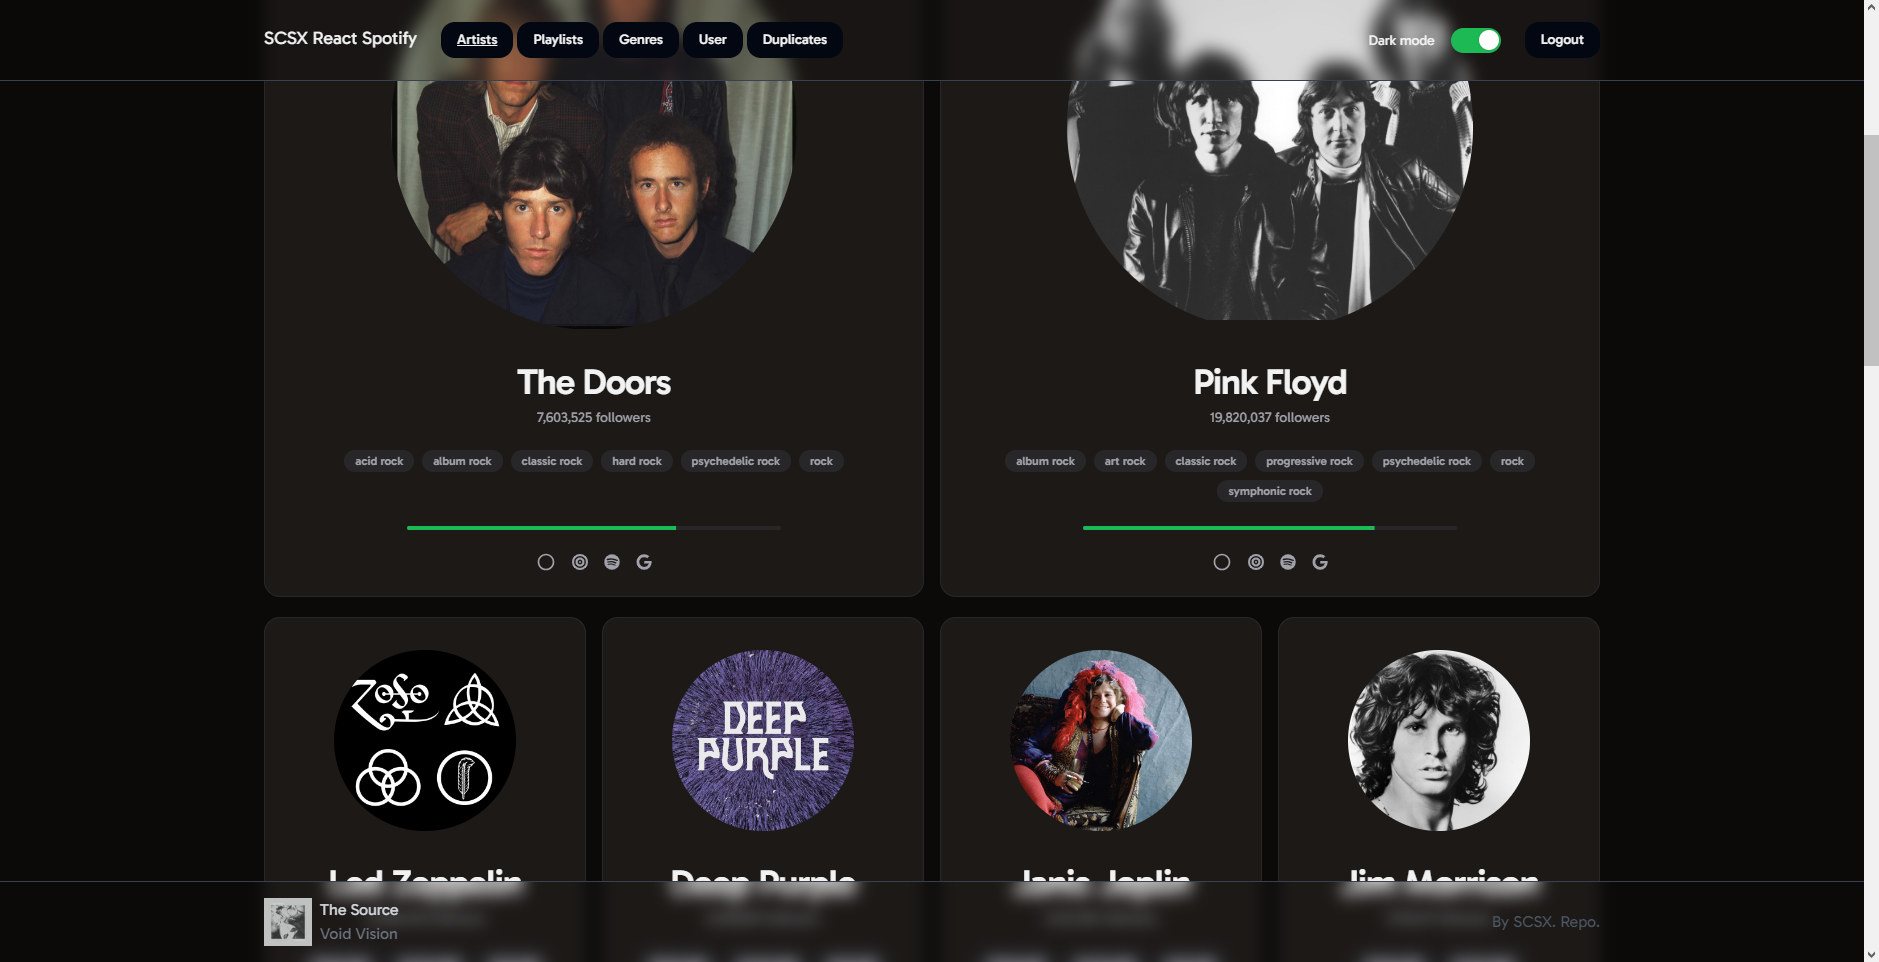 SCSX React Spotify
Artists
Playlists
Genres
User
Duplicates
Dark mode
Logout
The Doors
7,603,525 followers
acid rock
album rock
classic rock
hard rock
psychedelic rock
rock
Pink Floyd
19,820,037 followers
album rock
art rock
classic rock
progressive rock
psychedelic rock
rock
symphonic rock
ZoSo
DEEP
PURPLE
Led Zeppelin
Deep Purple
Janis Joplin
Jim Morrison
The Source
Void Vision
By SCSX. Repo.